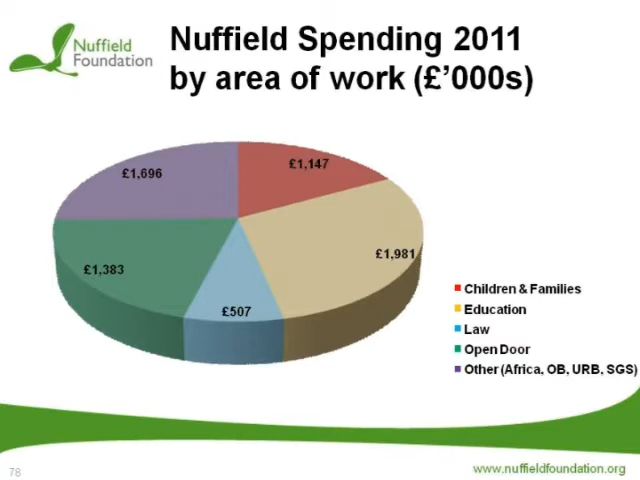 Nuffield
Foundation
Nuffield Spending 2011
by area of work (£’000s)
£1,147
£1,696
£1,981
£1,383
£507
Children & Families
Education
Law
Open Door
Other (Africa, OB, URB, SGS)
78
www.nuffieldfoundation.org